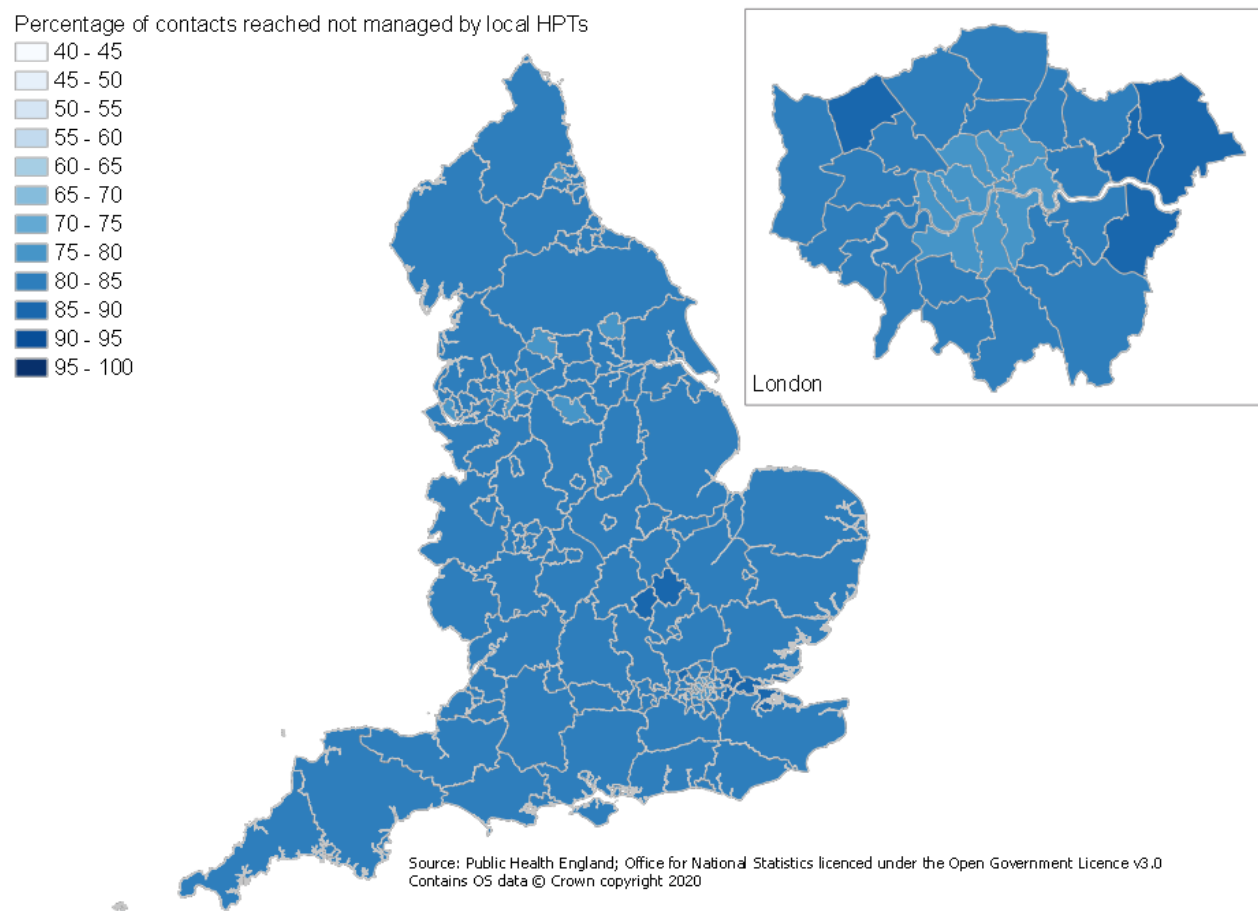 Percentage of contacts reached not managed by local HPTs
40 - 45
45 - 50
50 - 55
55 - 60
60 - 65
65 - 70
70 - 75
75 - 80
80 - 85
85 - 90
90 - 95
95 - 100
London
Source: Public Health England; Office for National Statistics licenced under the Open Government Licence v3.0
Contains OS data © Crown copyright 2020